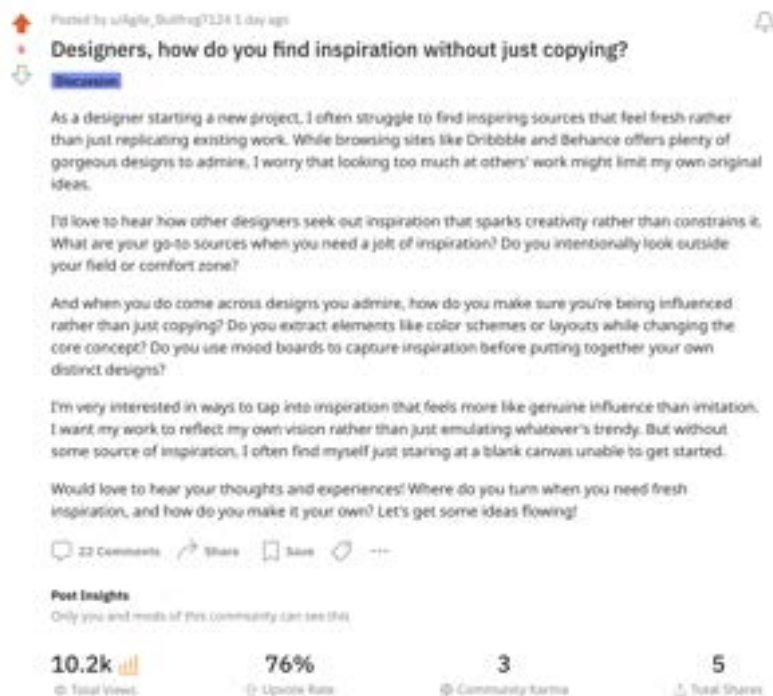 Posted by u/Agile_Bullfrog7124 1 day ago
Designers, how do you find inspiration without just copying?
Discussion
As a designer starting a new project, I often struggle to find inspiring sources that feel fresh rather
than just replicating existing work. While browsing sites like Dribbble and Behance offers plenty of
gorgeous designs to admire, I worry that looking too much at others' work might limit my own original
ideas.
I'd love to hear how other designers seek out inspiration that sparks creativity rather than constrains it.
What are your go-to sources when you need a jolt of inspiration? Do you intentionally look outside
your field or comfort zone?
And when you do come across designs you admire, how do you make sure you're being influenced
rather than just copying? Do you extract elements like color schemes or layouts while changing the
core concept? Do you use mood boards to capture inspiration before putting together your own
distinct designs?
I'm very interested in ways to tap into inspiration that feels more like genuine influence than imitation.
I want my work to reflect my own vision rather than just emulating whatever's trendy. But without
some source of inspiration, I often find myself just staring at a blank canvas unable to get started.
Would love to hear your thoughts and experiences! Where do you turn when you need fresh
inspiration, and how do you make it your own? Let's get some ideas flowing!
22 Comments Share Save ...
Post Insights
Only you and mods of this community can see this
10.2k 76% 3 5
Total Views Upvote Rate Community Karma Total Shares